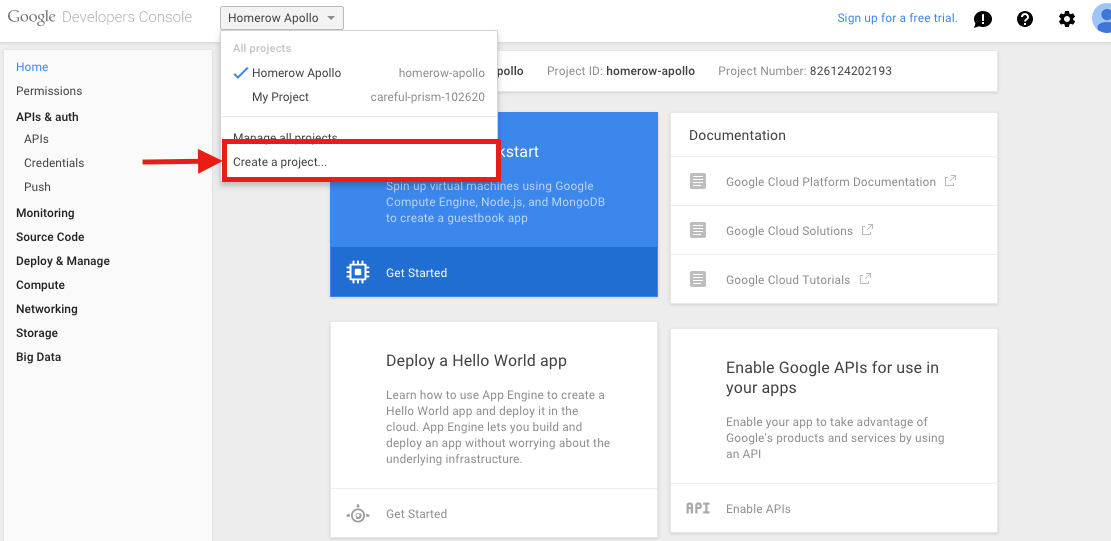 Google Developers Console
Homerow Apollo
Sign up for a free trial.
All projects
Homerow Apollo homerow-apollo
My Project careful-prism-102620
Manage all projects
Create a project...
Home
Permissions
APIs & auth
APIs
Credentials
Push
Monitoring
Source Code
Deploy & Manage
Compute
Networking
Storage
Big Data
pollo Project ID: homerow-apollo Project Number: 826124202193
kstart
Spin up virtual machines using Google
Compute Engine, Node.js, and MongoDB
to create a guestbook app
Get Started
Documentation
Google Cloud Platform Documentation
Google Cloud Solutions
Google Cloud Tutorials
Deploy a Hello World app
Learn how to use App Engine to create a
Hello World app and deploy it in the
cloud. App Engine lets you build and
deploy an app without worrying about the
underlying infrastructure.
Get Started
Enable Google APIs for use in
your apps
Enable your app to take advantage of
Google's products and services by using
an API
API Enable APIs